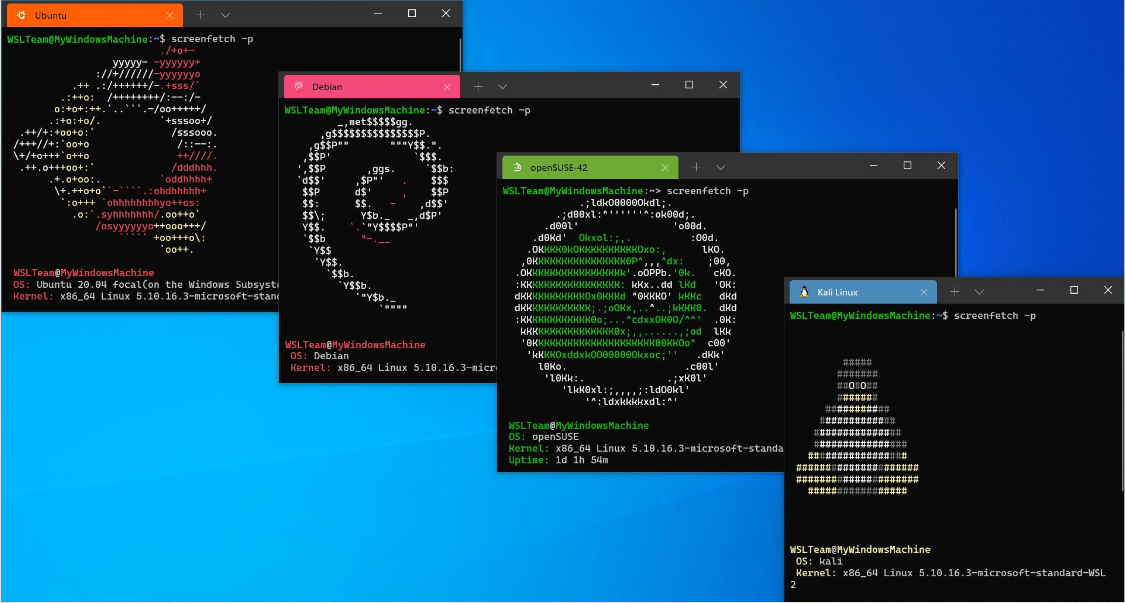 Ubuntu
WSLTeam@MyWindowsMachine:~$ screenfetch -p
WSLTeam@MyWindowsMachine
OS: Ubuntu 20.04 focal(on the Windows Subsyste
Kernel: x86_64 Linux 5.10.16.3-microsoft-stan
Debian
WSLTeam@MyWindowsMachine:~$ screenfetch -p
WSLTeam@MyWindowsMachine
OS: Debian
Kernel: x86_64 Linux 5.10.16.3-micr
openSUSE-42
WSLTeam@MyWindowsMachine:~> screenfetch -p
WSLTeam@MyWindowsMachine
OS: openSUSE
Kernel: x86_64 Linux 5.10.16.3-microsoft-standa
Uptime: 1d 1h 54m
Kali Linux
WSLTeam@MyWindowsMachine:~$ screenfetch -p
WSLTeam@MyWindowsMachine
OS: kali
Kernel: x86_64 Linux 5.10.16.3-microsoft-standard-WSL
2